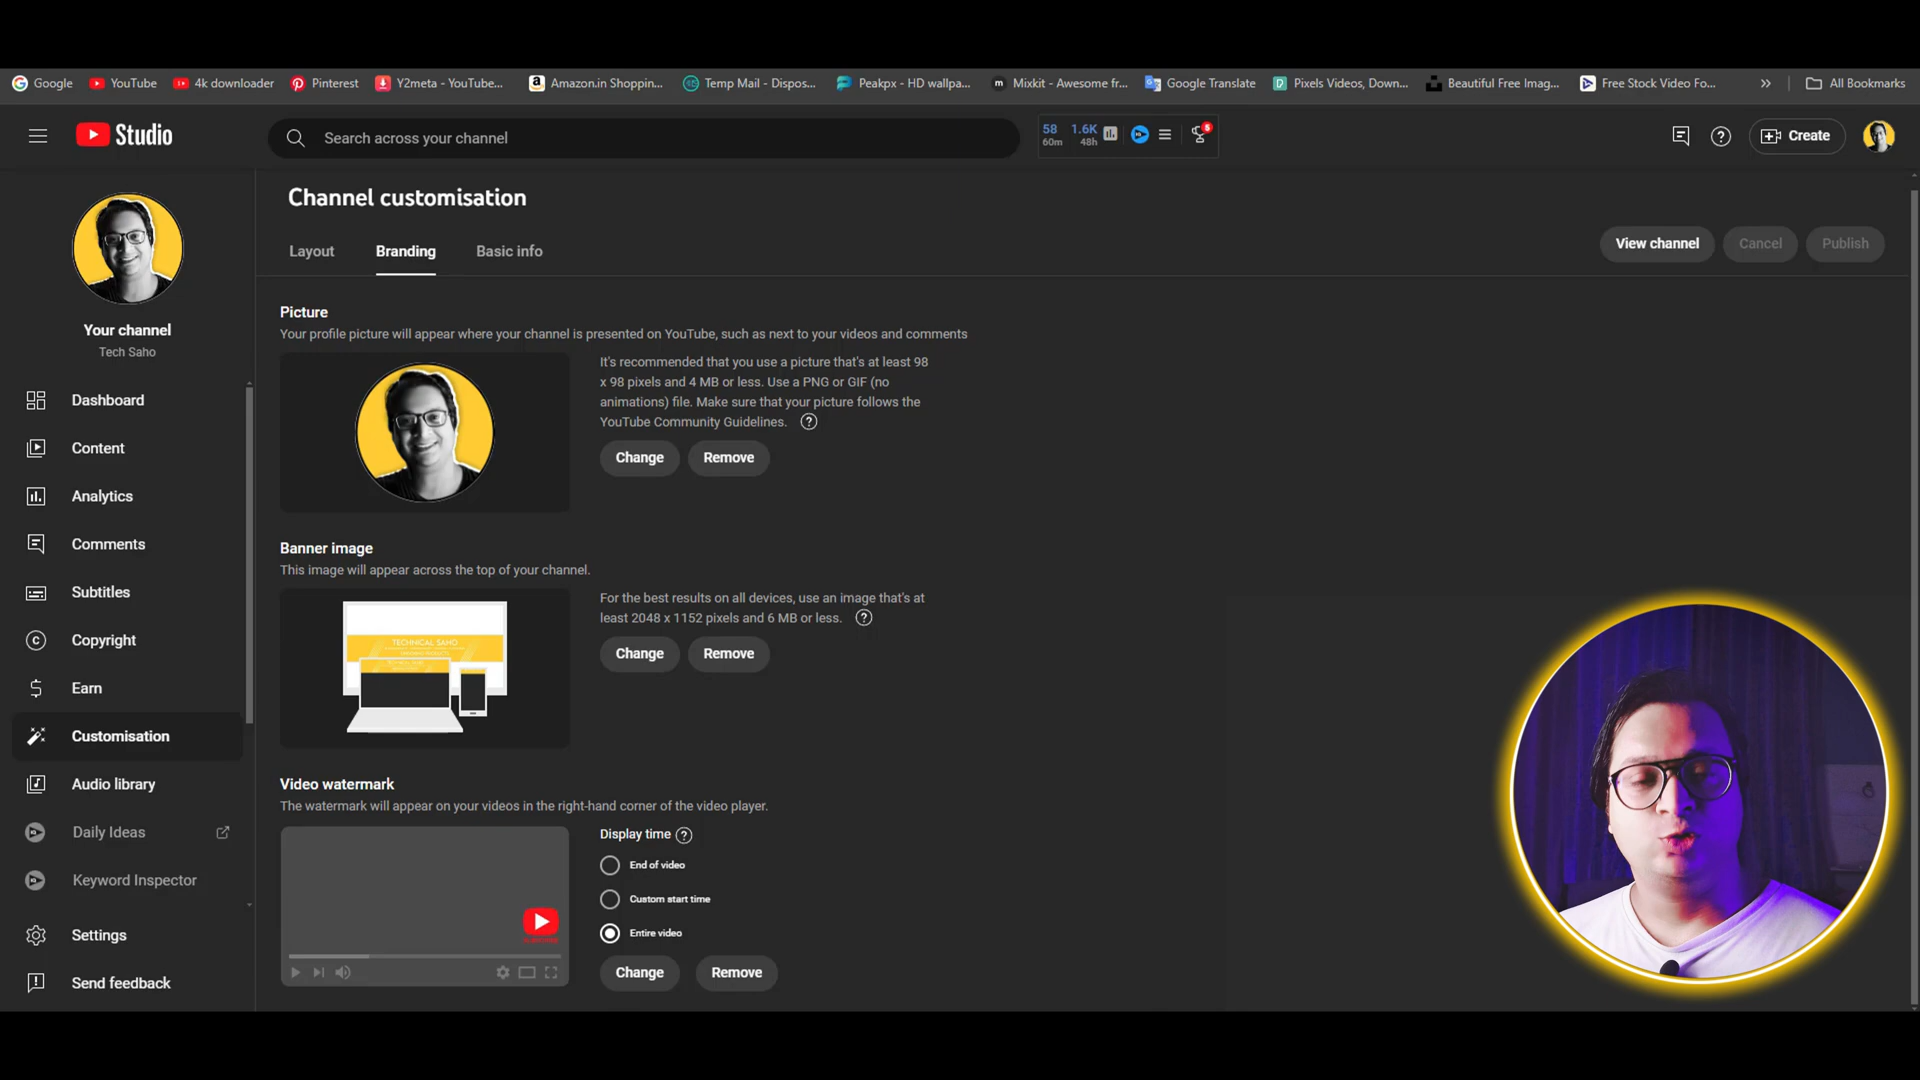 Google
YouTube
4k downloader
Pinterest
Y2meta - YouTube...
Amazon.in Shoppin...
Temp Mail - Dispos...
Peakpx - HD wallpa...
Mixkit - Awesome fr...
Google Translate
Pixels Videos, Down...
Beautiful Free Imag...
Free Stock Video Fo...
All Bookmarks
Studio
Search across your channel
58
60m
1.6K
48h
Create
Channel customisation
Layout
Branding
Basic info
View channel
Cancel
Publish
Your channel
Tech Saho
Dashboard
Content
Analytics
Comments
Subtitles
Copyright
Earn
Customisation
Audio library
Daily Ideas
Keyword Inspector
Settings
Send feedback
Picture
Your profile picture will appear where your channel is presented on YouTube, such as next to your videos and comments
It's recommended that you use a picture that's at least 98
x 98 pixels and 4 MB or less. Use a PNG or GIF (no
animations) file. Make sure that your picture follows the
YouTube Community Guidelines.
Change
Remove
Banner image
This image will appear across the top of your channel.
TECHNICAL SAHO
For the best results on all devices, use an image that's at
least 2048 x 1152 pixels and 6 MB or less.
Change
Remove
Video watermark
The watermark will appear on your videos in the right-hand corner of the video player.
Display time
End of video
Custom start time
Entire video
Change
Remove